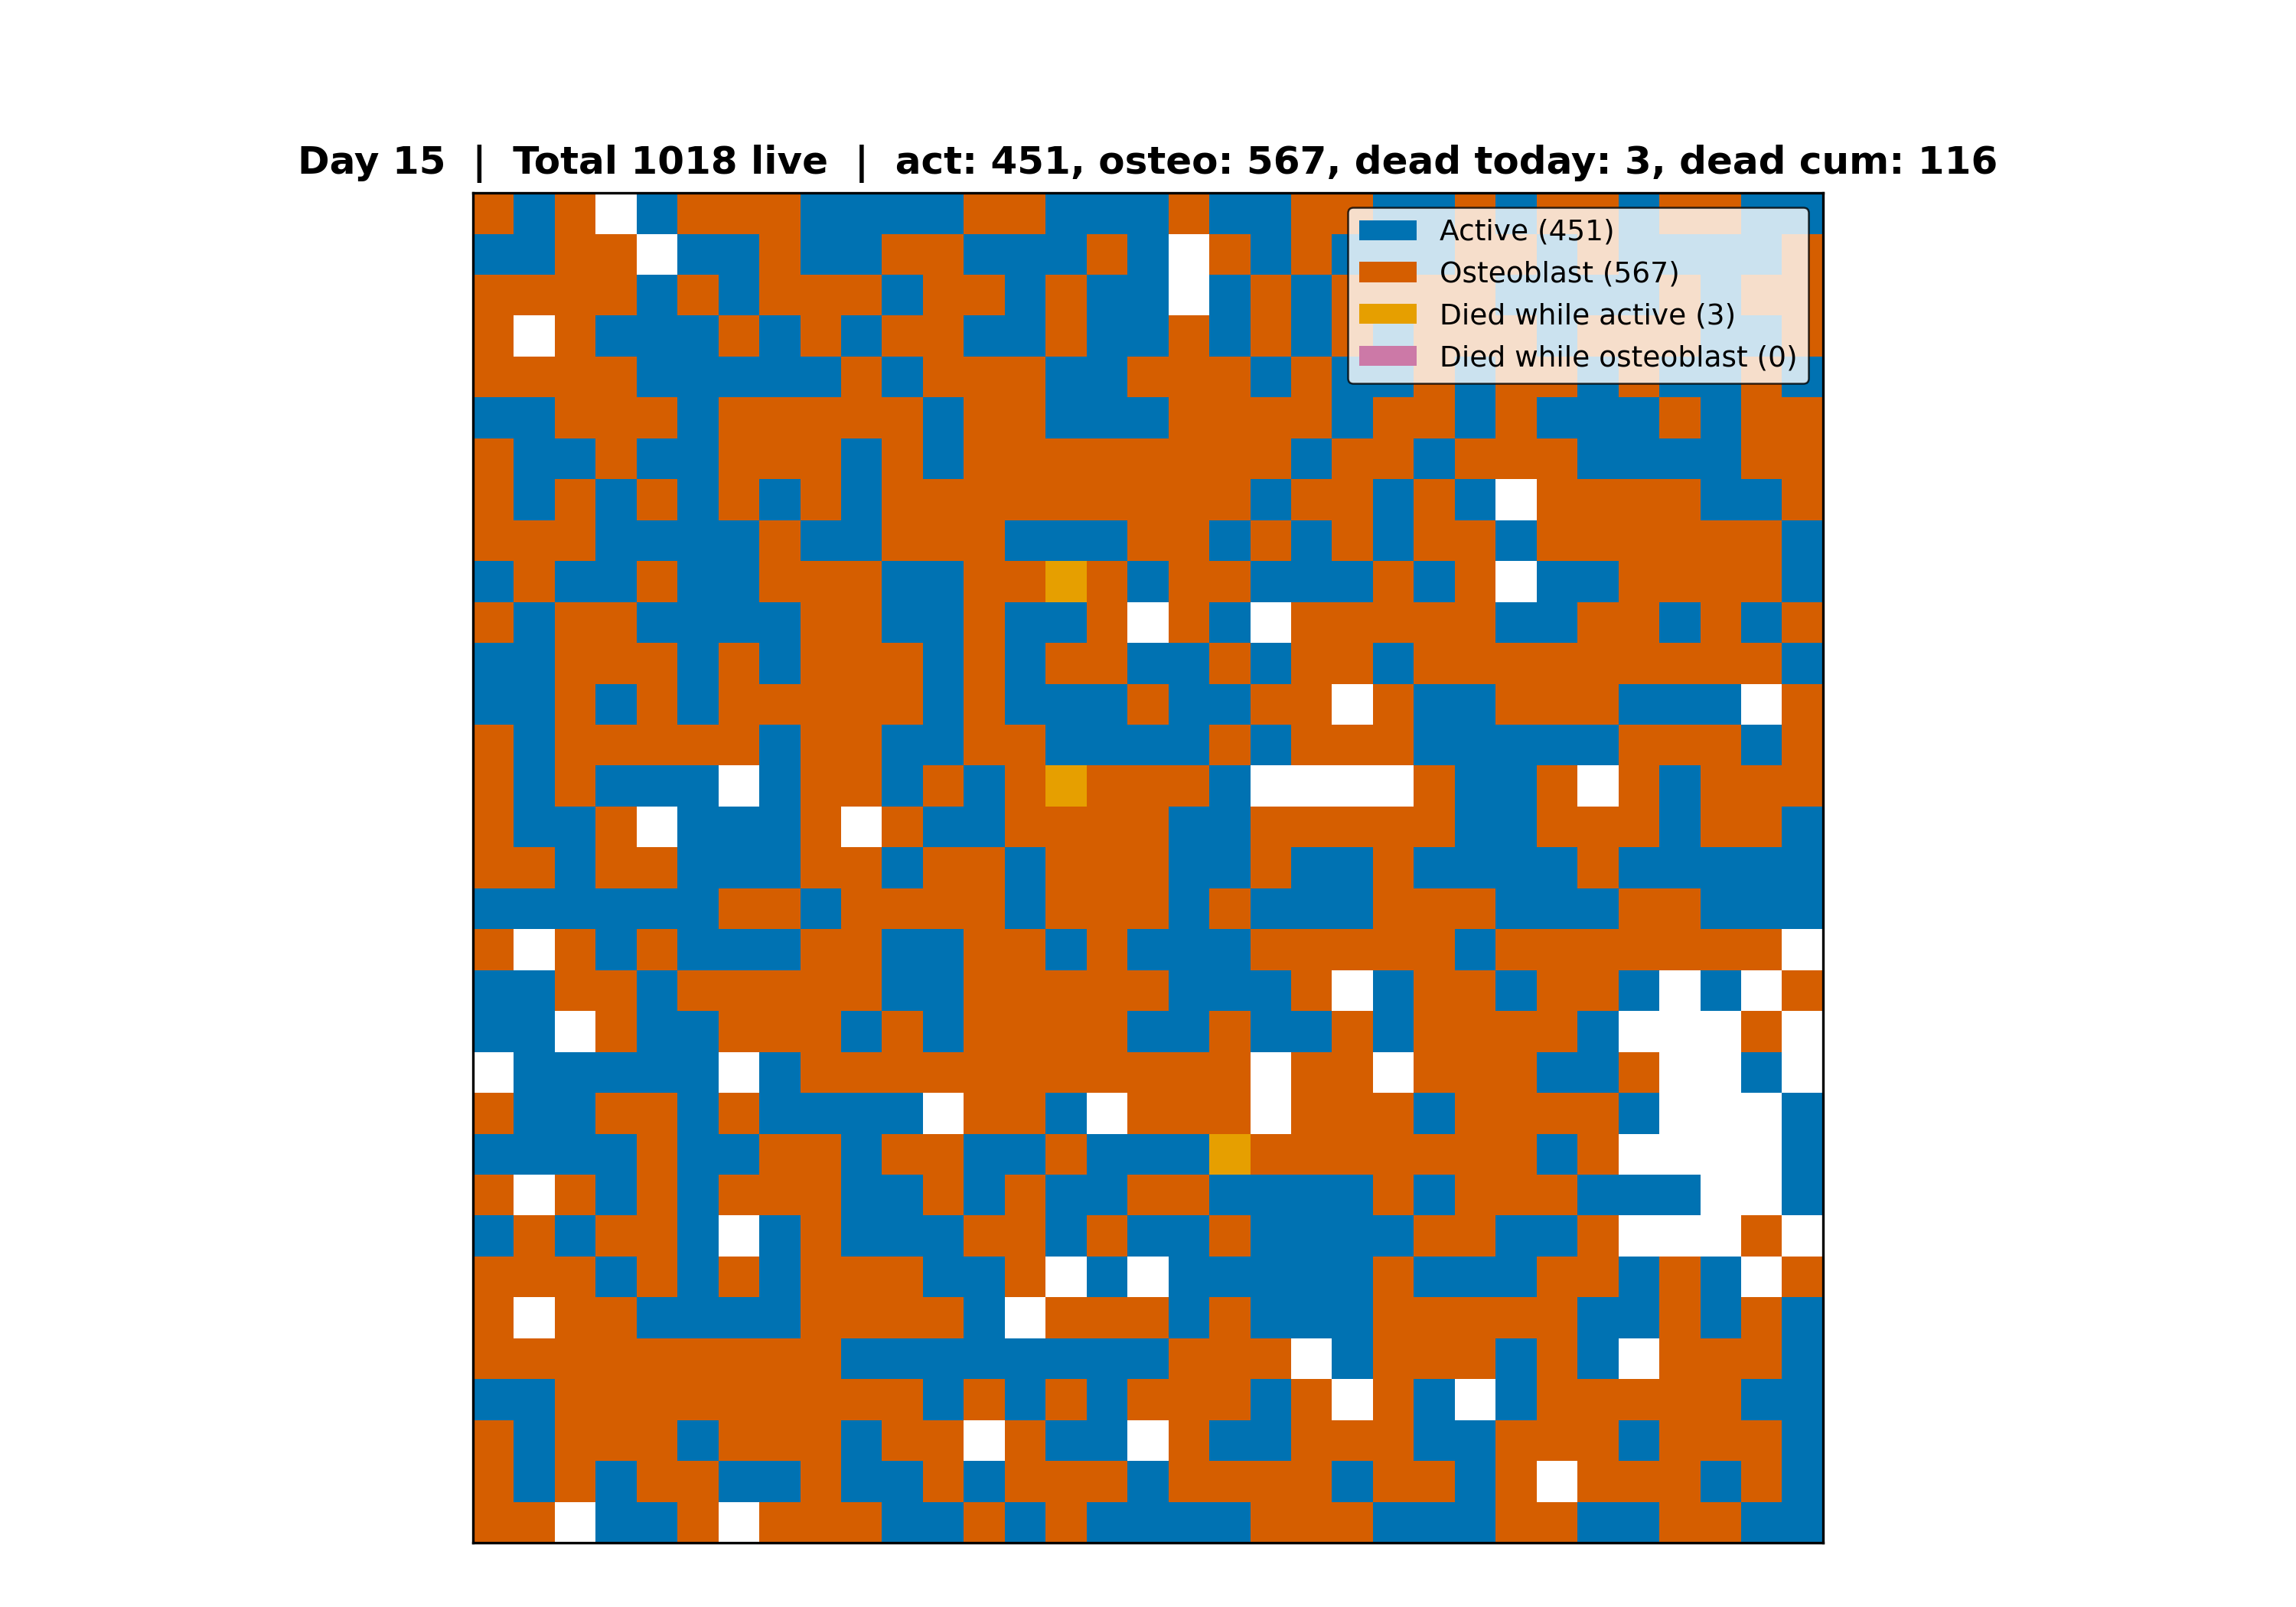 Day 15 | Total 1018 live | act: 451, osteo: 567, dead today: 3, dead cum: 116
Active (451)
Osteoblast (567)
Died while active (3)
Died while osteoblast (0)